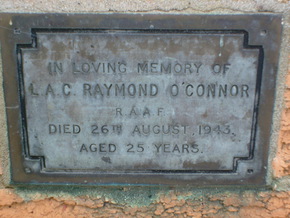 IN LOVING MEMORY OF
L.A.C. RAYMOND O'CONNOR
R.A.A.F.
DIED 26TH AUGUST, 1943,
AGED 25 YEARS.